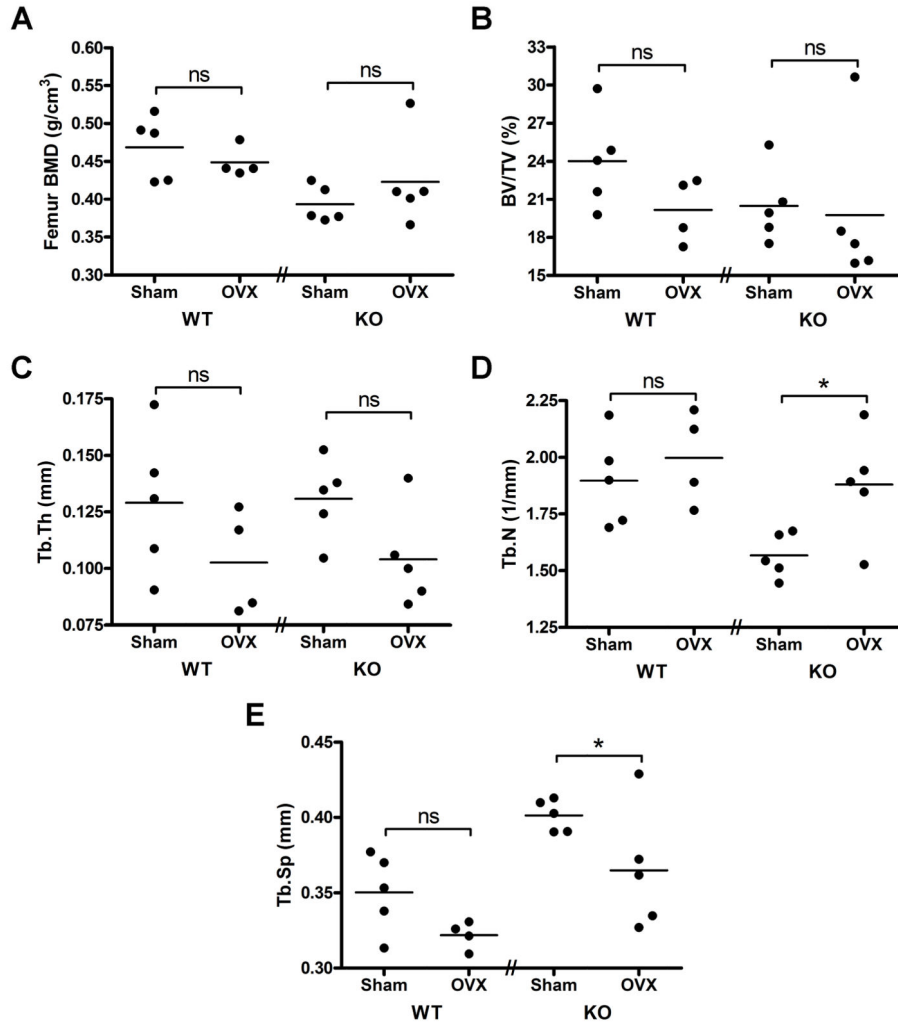 A
Femur BMD (g/cm³)
0.60
0.55
0.50
0.45
0.40
0.35
0.30
ns
ns
Sham
OVX
Sham
OVX
WT
KO
B
BV/TV (%)
33
30
27
24
21
18
15
ns
ns
Sham
OVX
Sham
OVX
WT
KO
C
Tb.Th (mm)
0.175
0.150
0.125
0.100
0.075
ns
ns
Sham
OVX
Sham
OVX
WT
KO
D
Tb.N (1/mm)
2.25
2.00
1.75
1.50
1.25
ns
*
Sham
OVX
Sham
OVX
WT
KO
E
Tb.Sp (mm)
0.45
0.40
0.35
0.30
ns
*
Sham
OVX
Sham
OVX
WT
KO